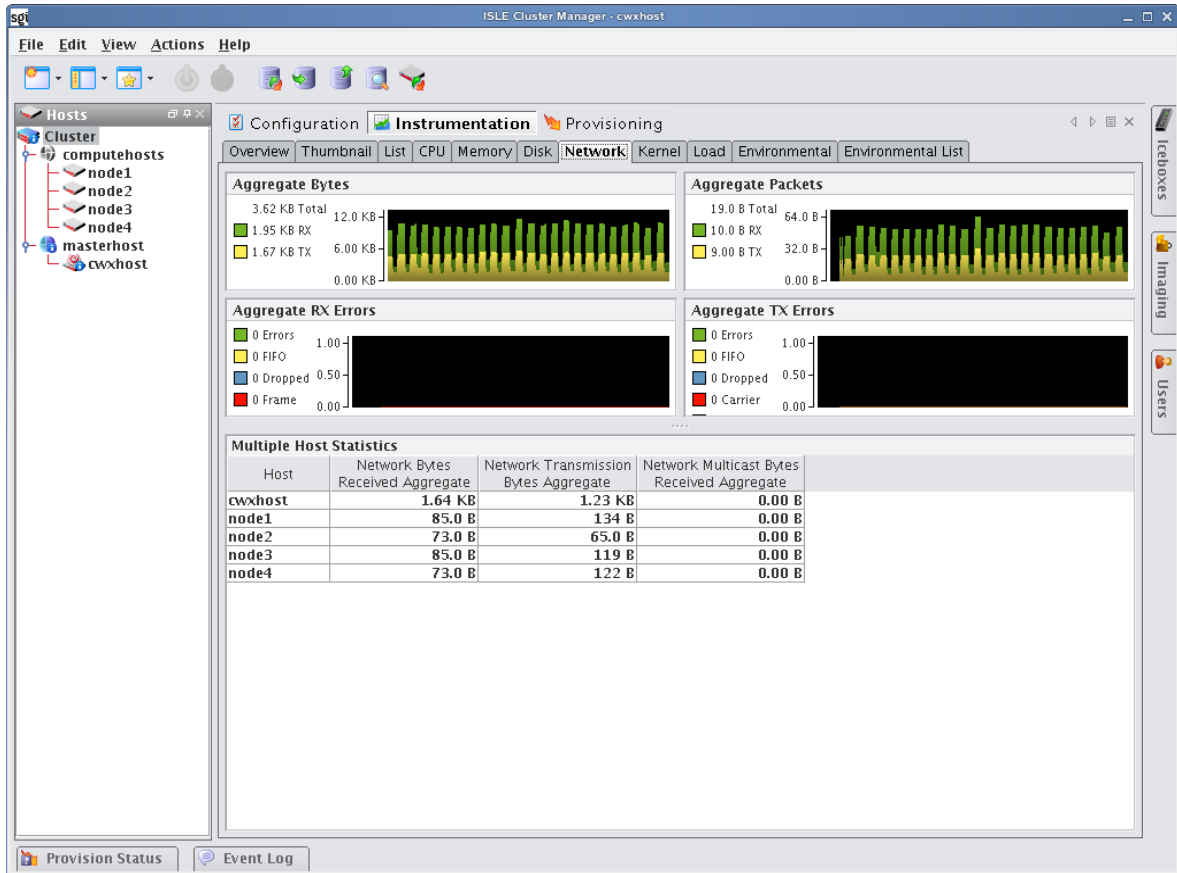 sgi
ISLE Cluster Manager - cwxhost
File Edit View Actions Help
Hosts
Cluster
computehosts
node1
node2
node3
node4
masterhost
cwxhost
Configuration Instrumentation Provisioning
Overview Thumbnail List CPU Memory Disk Network Kernel Load Environmental Environmental List
Aggregate Bytes
3.62 KB Total
1.95 KB RX
1.67 KB TX
12.0 KB
6.00 KB
0.00 KB
Aggregate Packets
19.0 B Total
10.0 B RX
9.00 B TX
64.0 B
32.0 B
0.00 B
Aggregate RX Errors
0 Errors
0 FIFO
0 Dropped
0 Frame
1.00
0.50
0.00
Aggregate TX Errors
0 Errors
0 FIFO
0 Dropped
0 Carrier
1.00
0.50
0.00
Multiple Host Statistics
Host Network Bytes Received Aggregate Network Transmission Bytes Aggregate Network Multicast Bytes Received Aggregate
cwxhost 1.64 KB 1.23 KB 0.00 B
node1 85.0 B 134 B 0.00 B
node2 73.0 B 65.0 B 0.00 B
node3 85.0 B 119 B 0.00 B
node4 73.0 B 122 B 0.00 B
Iceboxes
Imaging
Users
Provision Status
Event Log